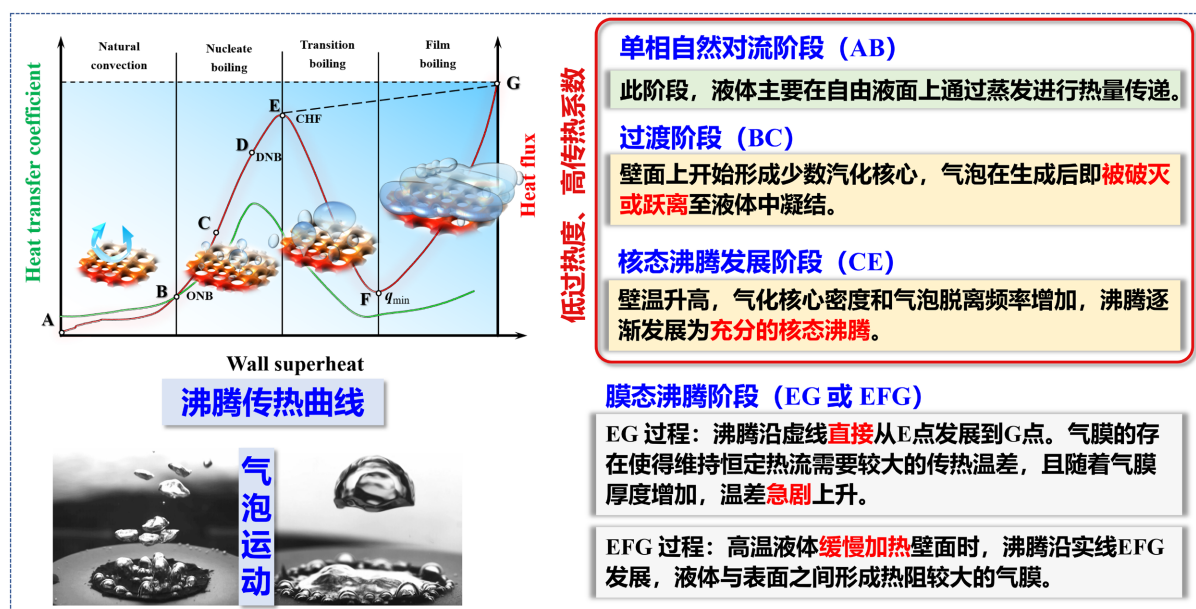 Natural
convection
Nucleate
boiling
Transition
boiling
Film
boiling
Heat transfer coefficient
Heat flux
A
B
ONB
C
D
DNB
E
CHF
F
qmin
G
Wall superheat
沸腾传热曲线
气泡运动
低过热度、高传热系数
单相自然对流阶段（AB）
此阶段，液体主要在自由液面上通过蒸发进行热量传递。
过渡阶段（BC）
壁面上开始形成少数汽化核心，气泡在生成后即被破灭
或跃离至液体中凝结。
核态沸腾发展阶段（CE）
壁温升高，气化核心密度和气泡脱离频率增加，沸腾逐
渐发展为充分的核态沸腾。
膜态沸腾阶段（EG 或 EFG）
EG 过程：沸腾沿虚线直接从E点发展到G点。气膜的存
在使得维持恒定热流需要较大的传热温差，且随着气膜
厚度增加，温差急剧上升。
EFG 过程：高温液体缓慢加热壁面时，沸腾沿实线EFG
发展，液体与表面之间形成热阻较大的气膜。